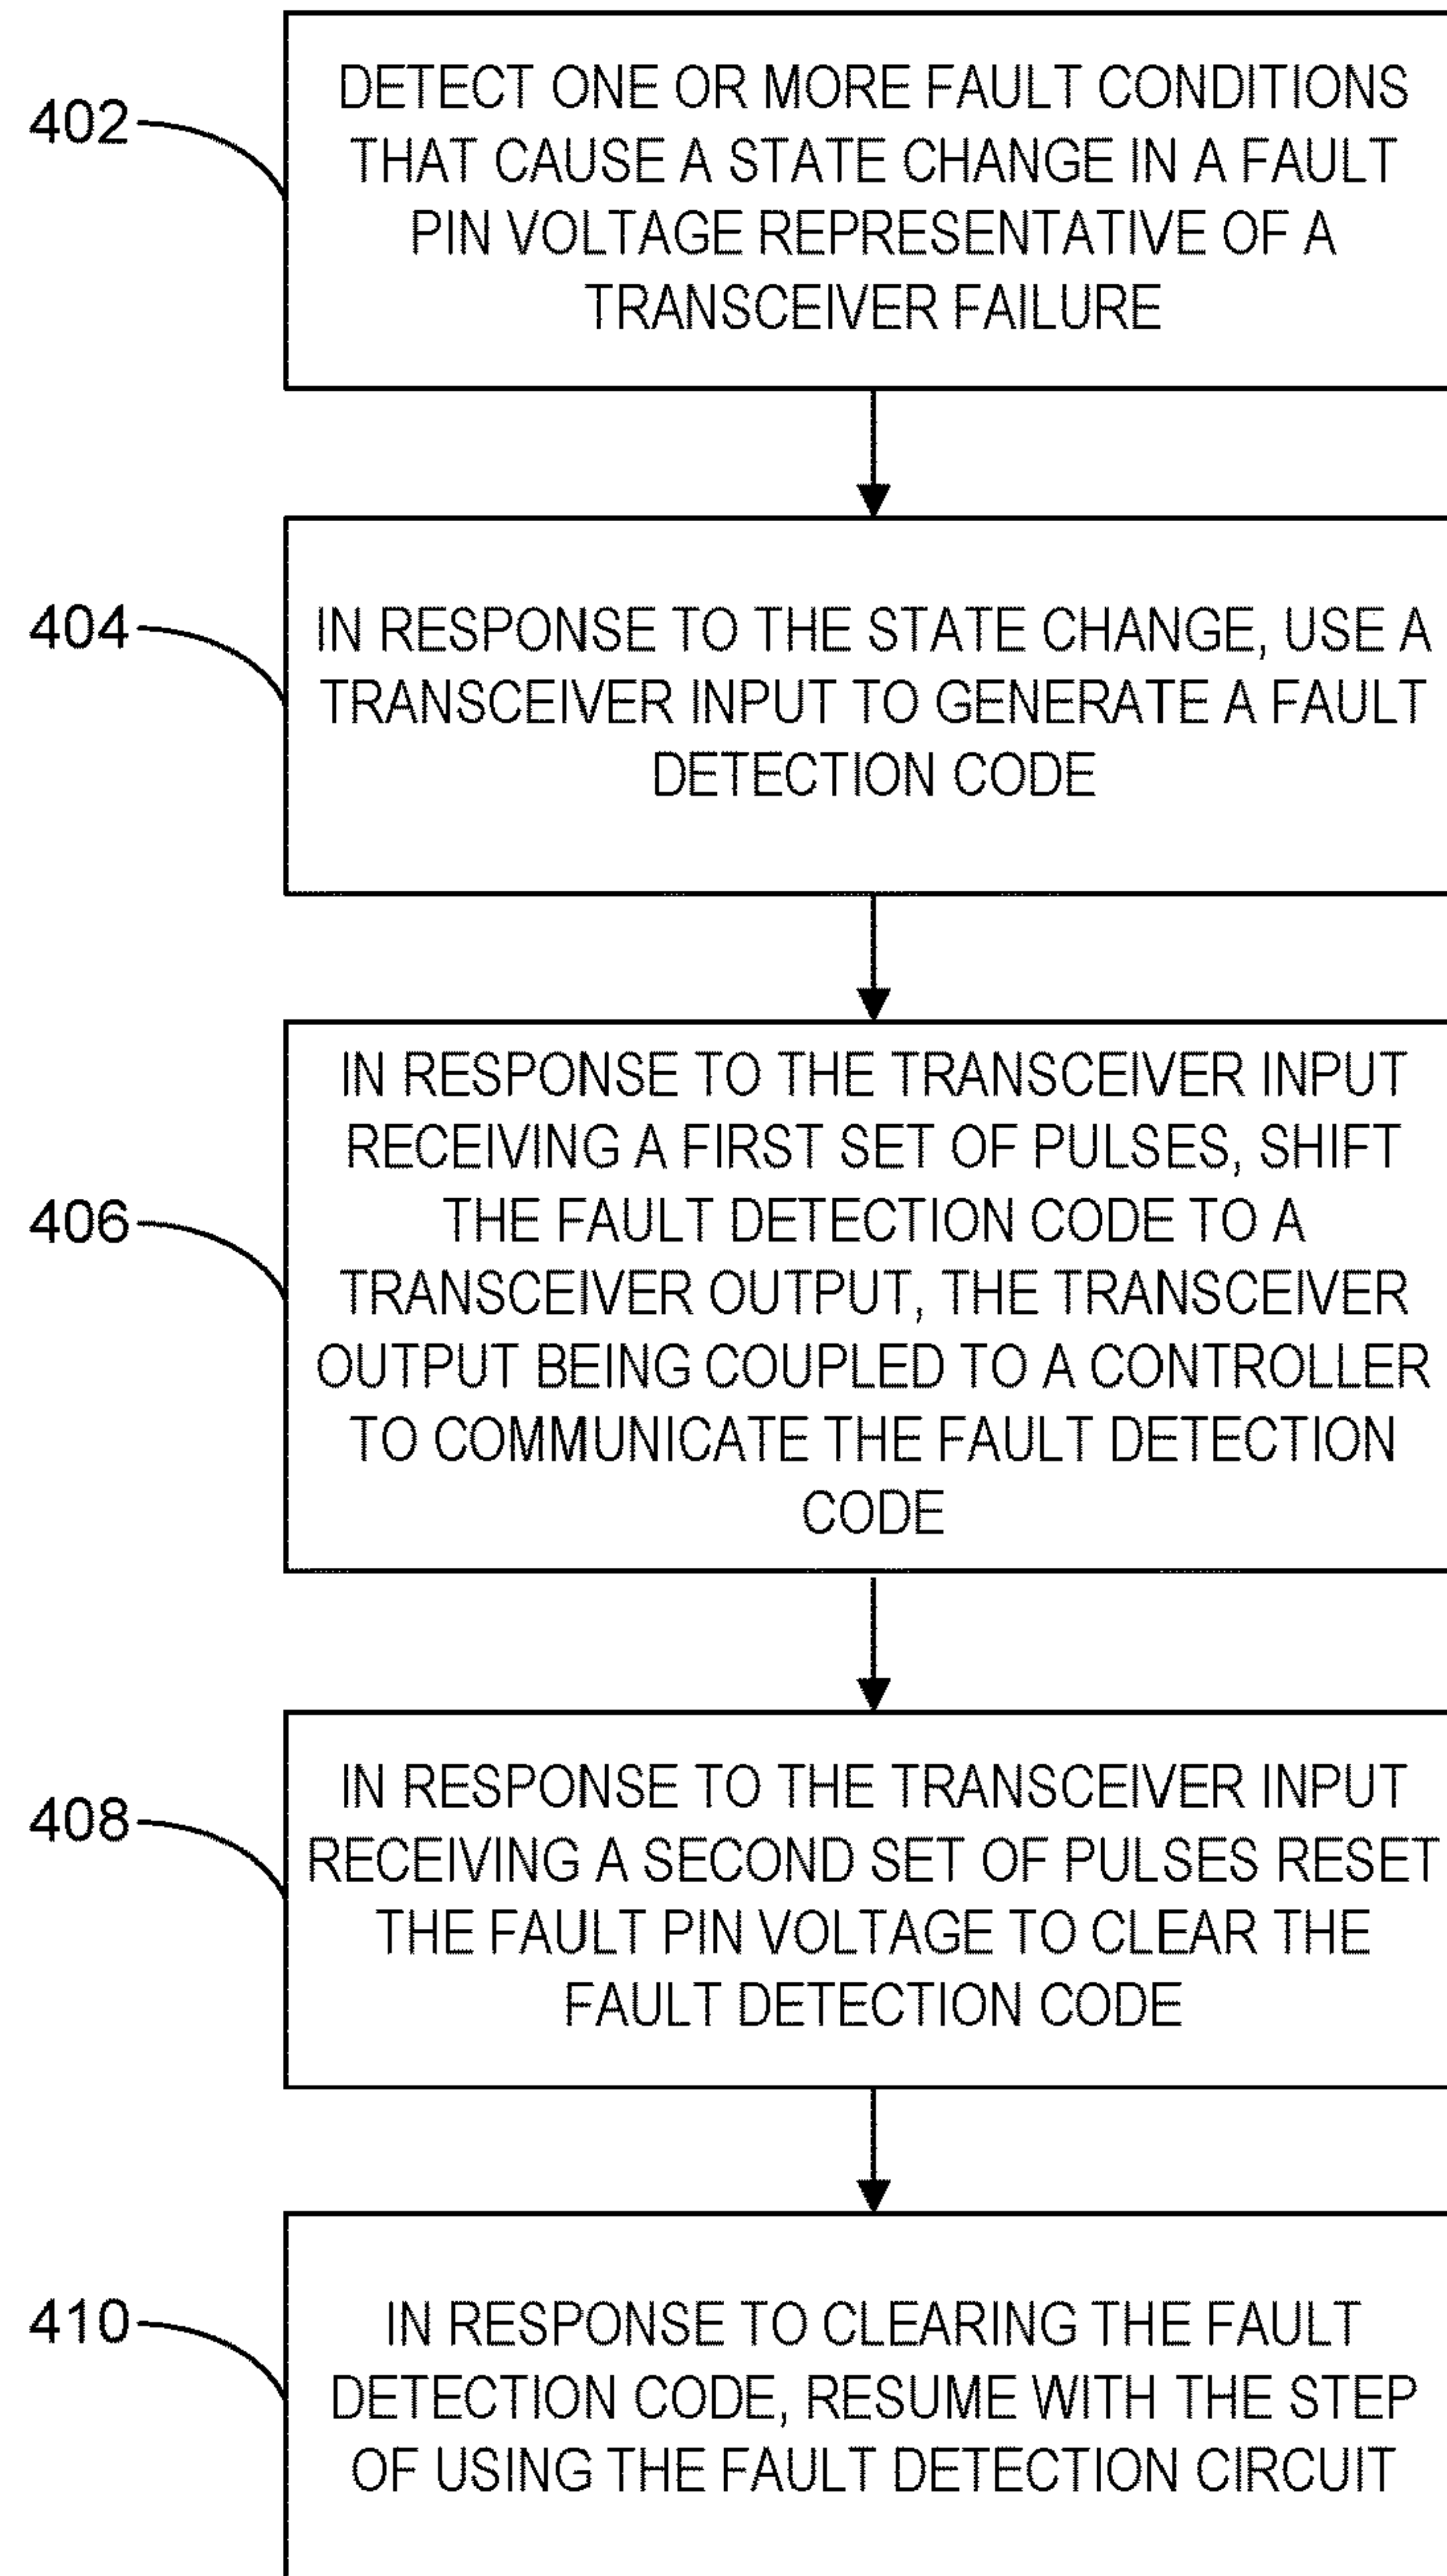 402
DETECT ONE OR MORE FAULT CONDITIONS
THAT CAUSE A STATE CHANGE IN A FAULT
PIN VOLTAGE REPRESENTATIVE OF A
TRANSCEIVER FAILURE
404
IN RESPONSE TO THE STATE CHANGE, USE A
TRANSCEIVER INPUT TO GENERATE A FAULT
DETECTION CODE
406
IN RESPONSE TO THE TRANSCEIVER INPUT
RECEIVING A FIRST SET OF PULSES, SHIFT
THE FAULT DETECTION CODE TO A
TRANSCEIVER OUTPUT, THE TRANSCEIVER
OUTPUT BEING COUPLED TO A CONTROLLER
TO COMMUNICATE THE FAULT DETECTION
CODE
408
IN RESPONSE TO THE TRANSCEIVER INPUT
RECEIVING A SECOND SET OF PULSES RESET
THE FAULT PIN VOLTAGE TO CLEAR THE
FAULT DETECTION CODE
410
IN RESPONSE TO CLEARING THE FAULT
DETECTION CODE, RESUME WITH THE STEP
OF USING THE FAULT DETECTION CIRCUIT